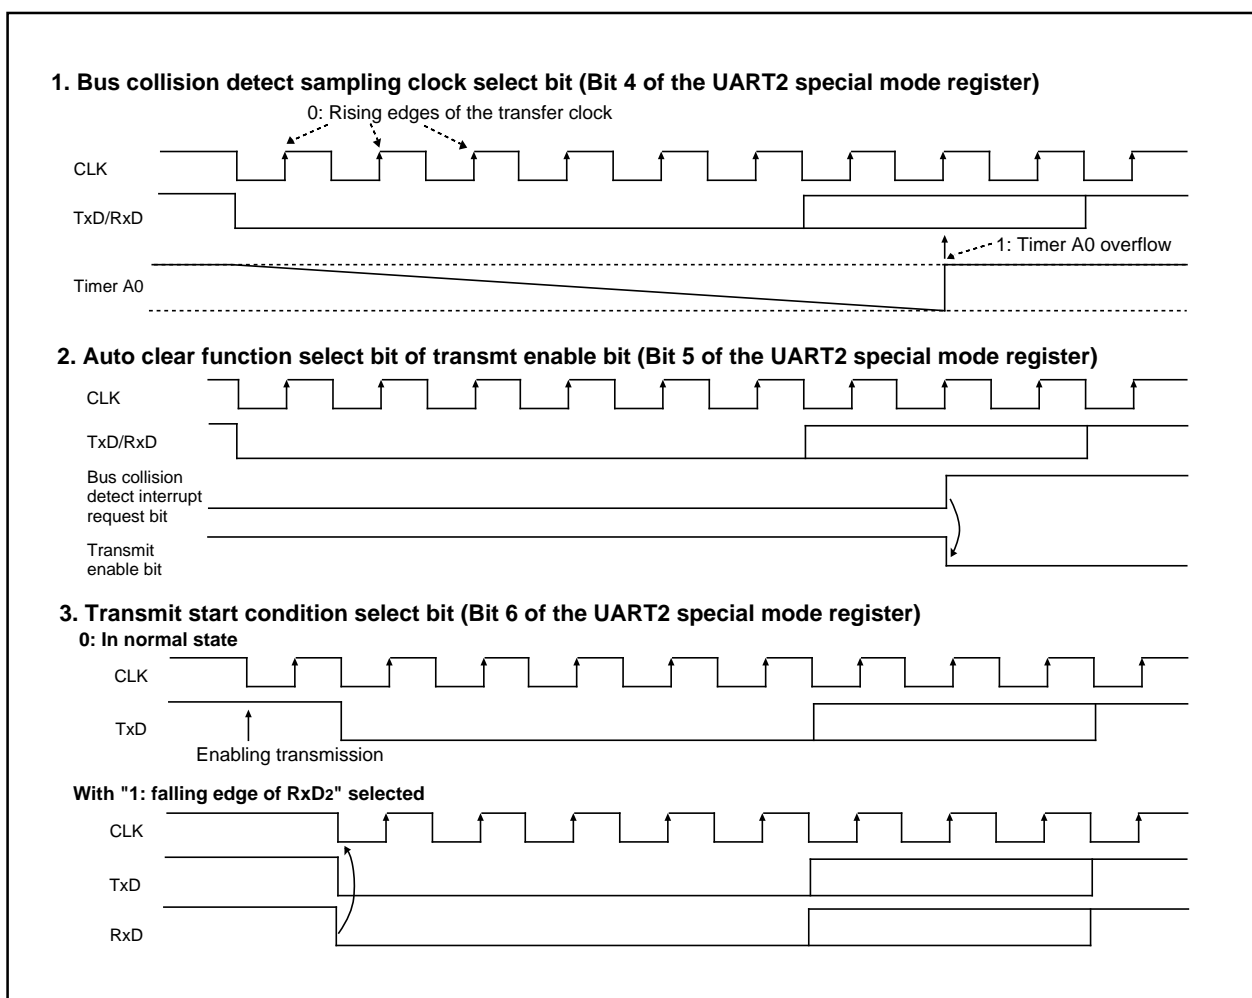 1. Bus collision detect sampling clock select bit (Bit 4 of the UART2 special mode register)
0: Rising edges of the transfer clock
CLK
TxD/RxD
1: Timer A0 overflow
Timer A0
2. Auto clear function select bit of transmt enable bit (Bit 5 of the UART2 special mode register)
CLK
TxD/RxD
Bus collision
detect interrupt
request bit
Transmit
enable bit
3. Transmit start condition select bit (Bit 6 of the UART2 special mode register)
0: In normal state
CLK
TxD
Enabling transmission
With "1: falling edge of RxD2" selected
CLK
TxD
RxD